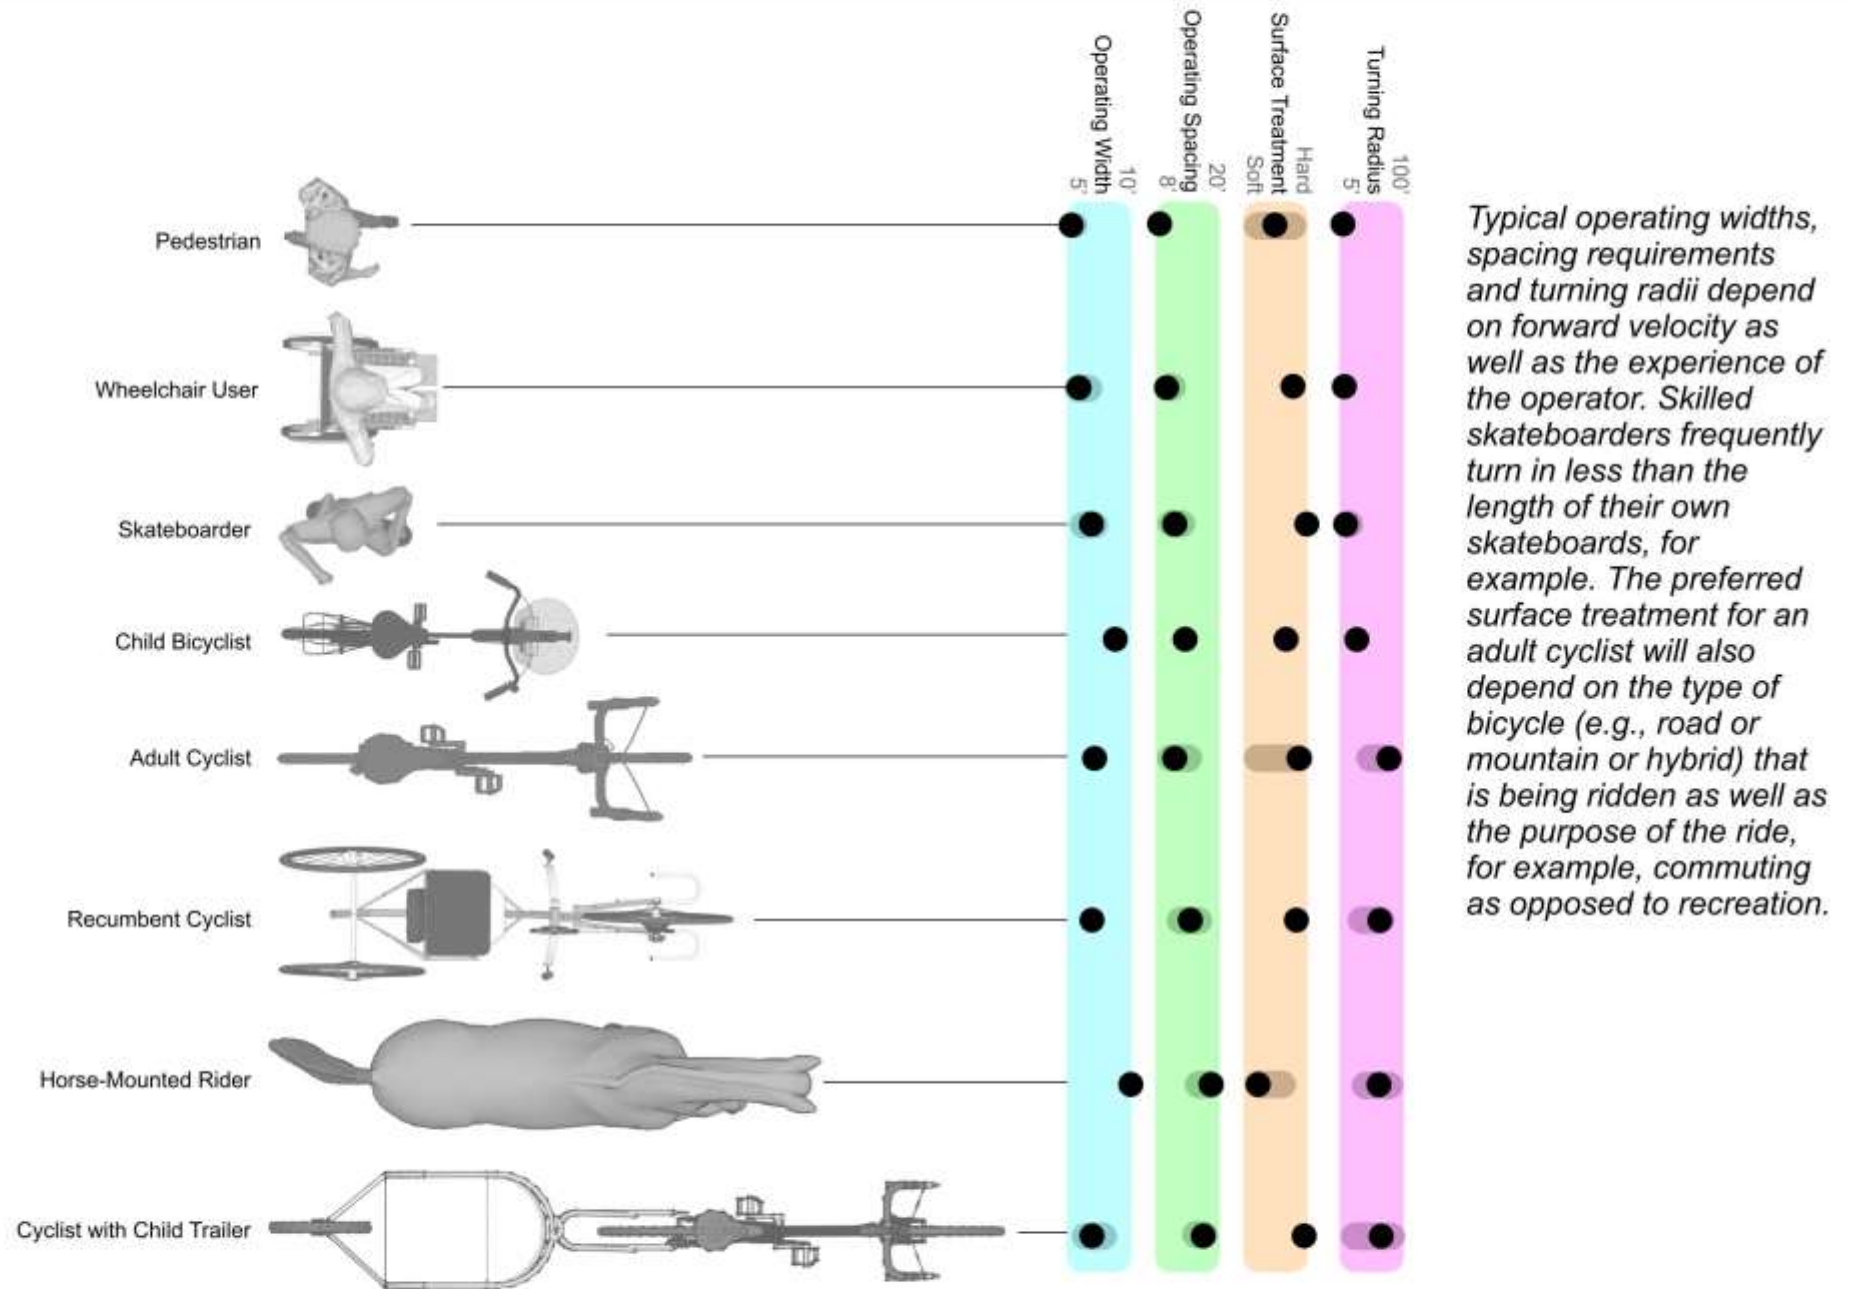 Operating Width
5'
10'
Operating Spacing
8'
20'
Surface Treatment
Soft
Hard
Turning Radius
5'
100'
Pedestrian
Wheelchair User
Skateboarder
Child Bicyclist
Adult Cyclist
Recumbent Cyclist
Horse-Mounted Rider
Cyclist with Child Trailer
Typical operating widths,
spacing requirements
and turning radii depend
on forward velocity as
well as the experience of
the operator. Skilled
skateboarders frequently
turn in less than the
length of their own
skateboards, for
example. The preferred
surface treatment for an
adult cyclist will also
depend on the type of
bicycle (e.g., road or
mountain or hybrid) that
is being ridden as well as
the purpose of the ride,
for example, commuting
as opposed to recreation.